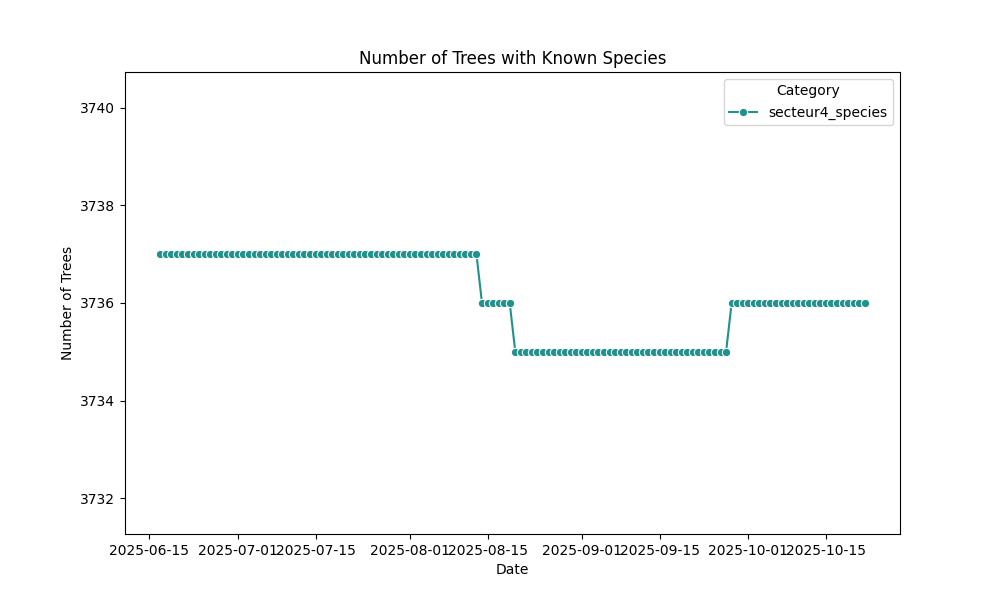 Number of Trees with Known Species
Category
secteur4_species
3740
3738
3736
3734
3732
Number of Trees
2025-06-15 2025-07-01 2025-07-15 2025-08-01 2025-08-15 2025-09-01 2025-09-15 2025-10-01 2025-10-15
Date